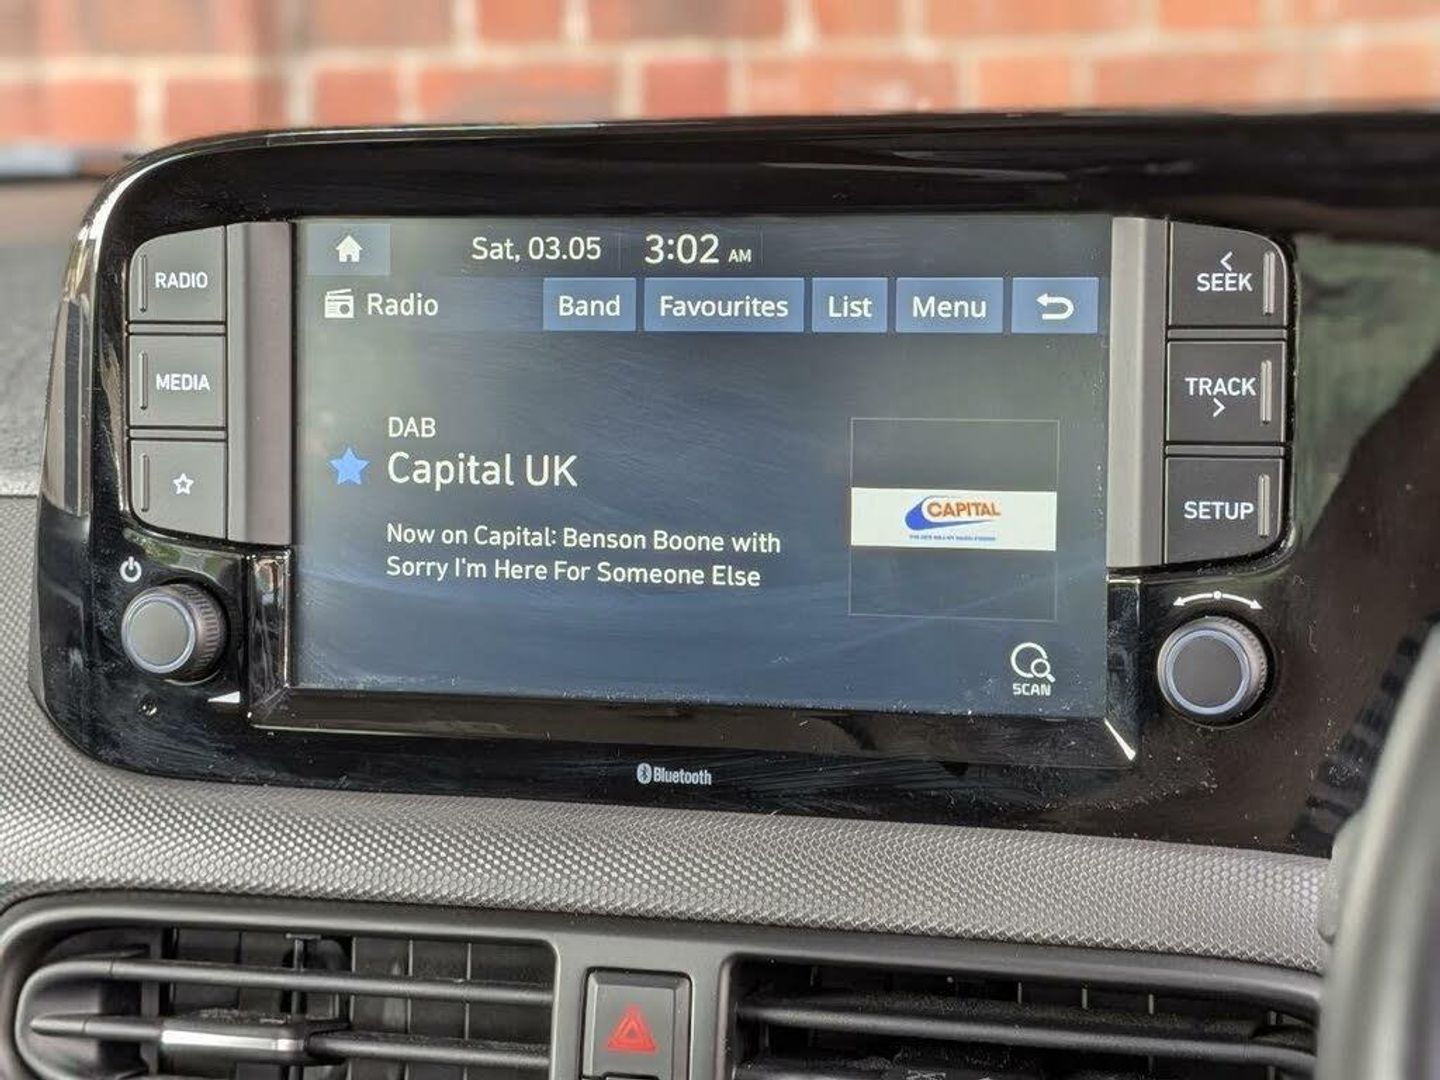 Sat, 03.05 3:02 AM
RADIO
MEDIA
Radio Band Favourites List Menu
DAB
Capital UK
Now on Capital: Benson Boone with
Sorry I'm Here For Someone Else
CAPITAL
SCAN
SEEK
TRACK
SETUP
Bluetooth